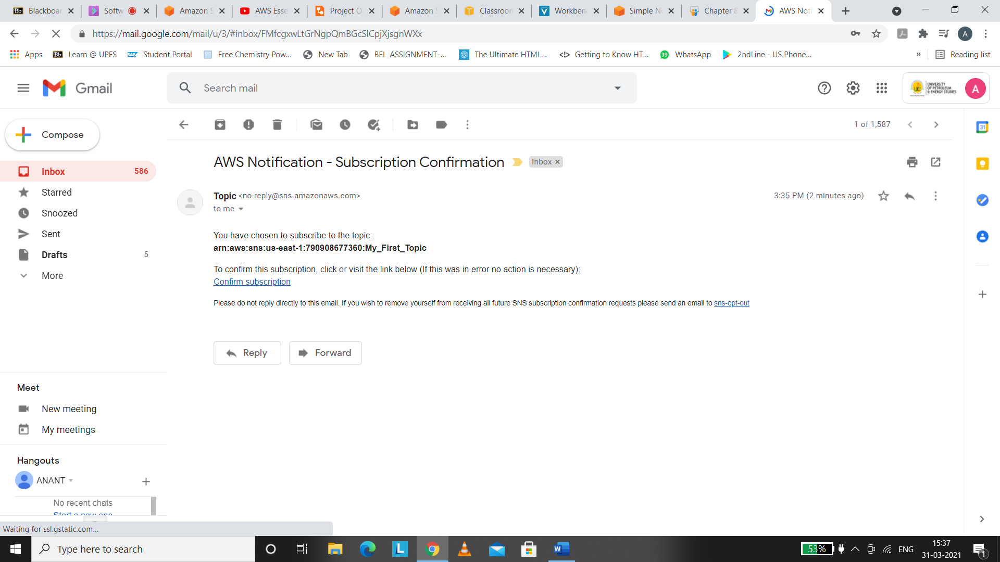 Blackboar
Softw
Amazon S
AWS Esse
Project O
Amazon S
Classroom
Workben
Simple N
Chapter 8
AWS Noti
https://mail.google.com/mail/u/3/#inbox/FMfcgxwLtGrNgpQmBGcSlCpjXjsgnWXx
A
Apps
Bb Learn @ UPES
SAP Student Portal
Free Chemistry Pow...
New Tab
BEL_ASSIGNMENT-...
The Ultimate HTML...
Getting to Know HT...
39 WhatsApp
2ndLine - US Phone...
»
Reading list
Gmail
Search mail
UNIVERSITY
OF PETROLEUM
& ENERGY STUDIES
A
Compose
1 of 1,587
31
AWS Notification - Subscription Confirmation
Inbox ×
Inbox 586
Starred
Snoozed
Sent
Drafts 5
More
Topic <no-reply@sns.amazonaws.com>
3:35 PM (2 minutes ago)
to me
You have chosen to subscribe to the topic:
arn:aws:sns:us-east-1:790908677360:My_First_Topic
To confirm this subscription, click or visit the link below (If this was in error no action is necessary):
Confirm subscription
Please do not reply directly to this email. If you wish to remove yourself from receiving all future SNS subscription confirmation requests please send an email to sns-opt-out
Reply
Forward
Meet
New meeting
My meetings
Hangouts
ANANT
No recent chats
Start a new one
Waiting for ssl.gstatic.com...
Type here to search
53%
ENG
15:37
31-03-2021
1